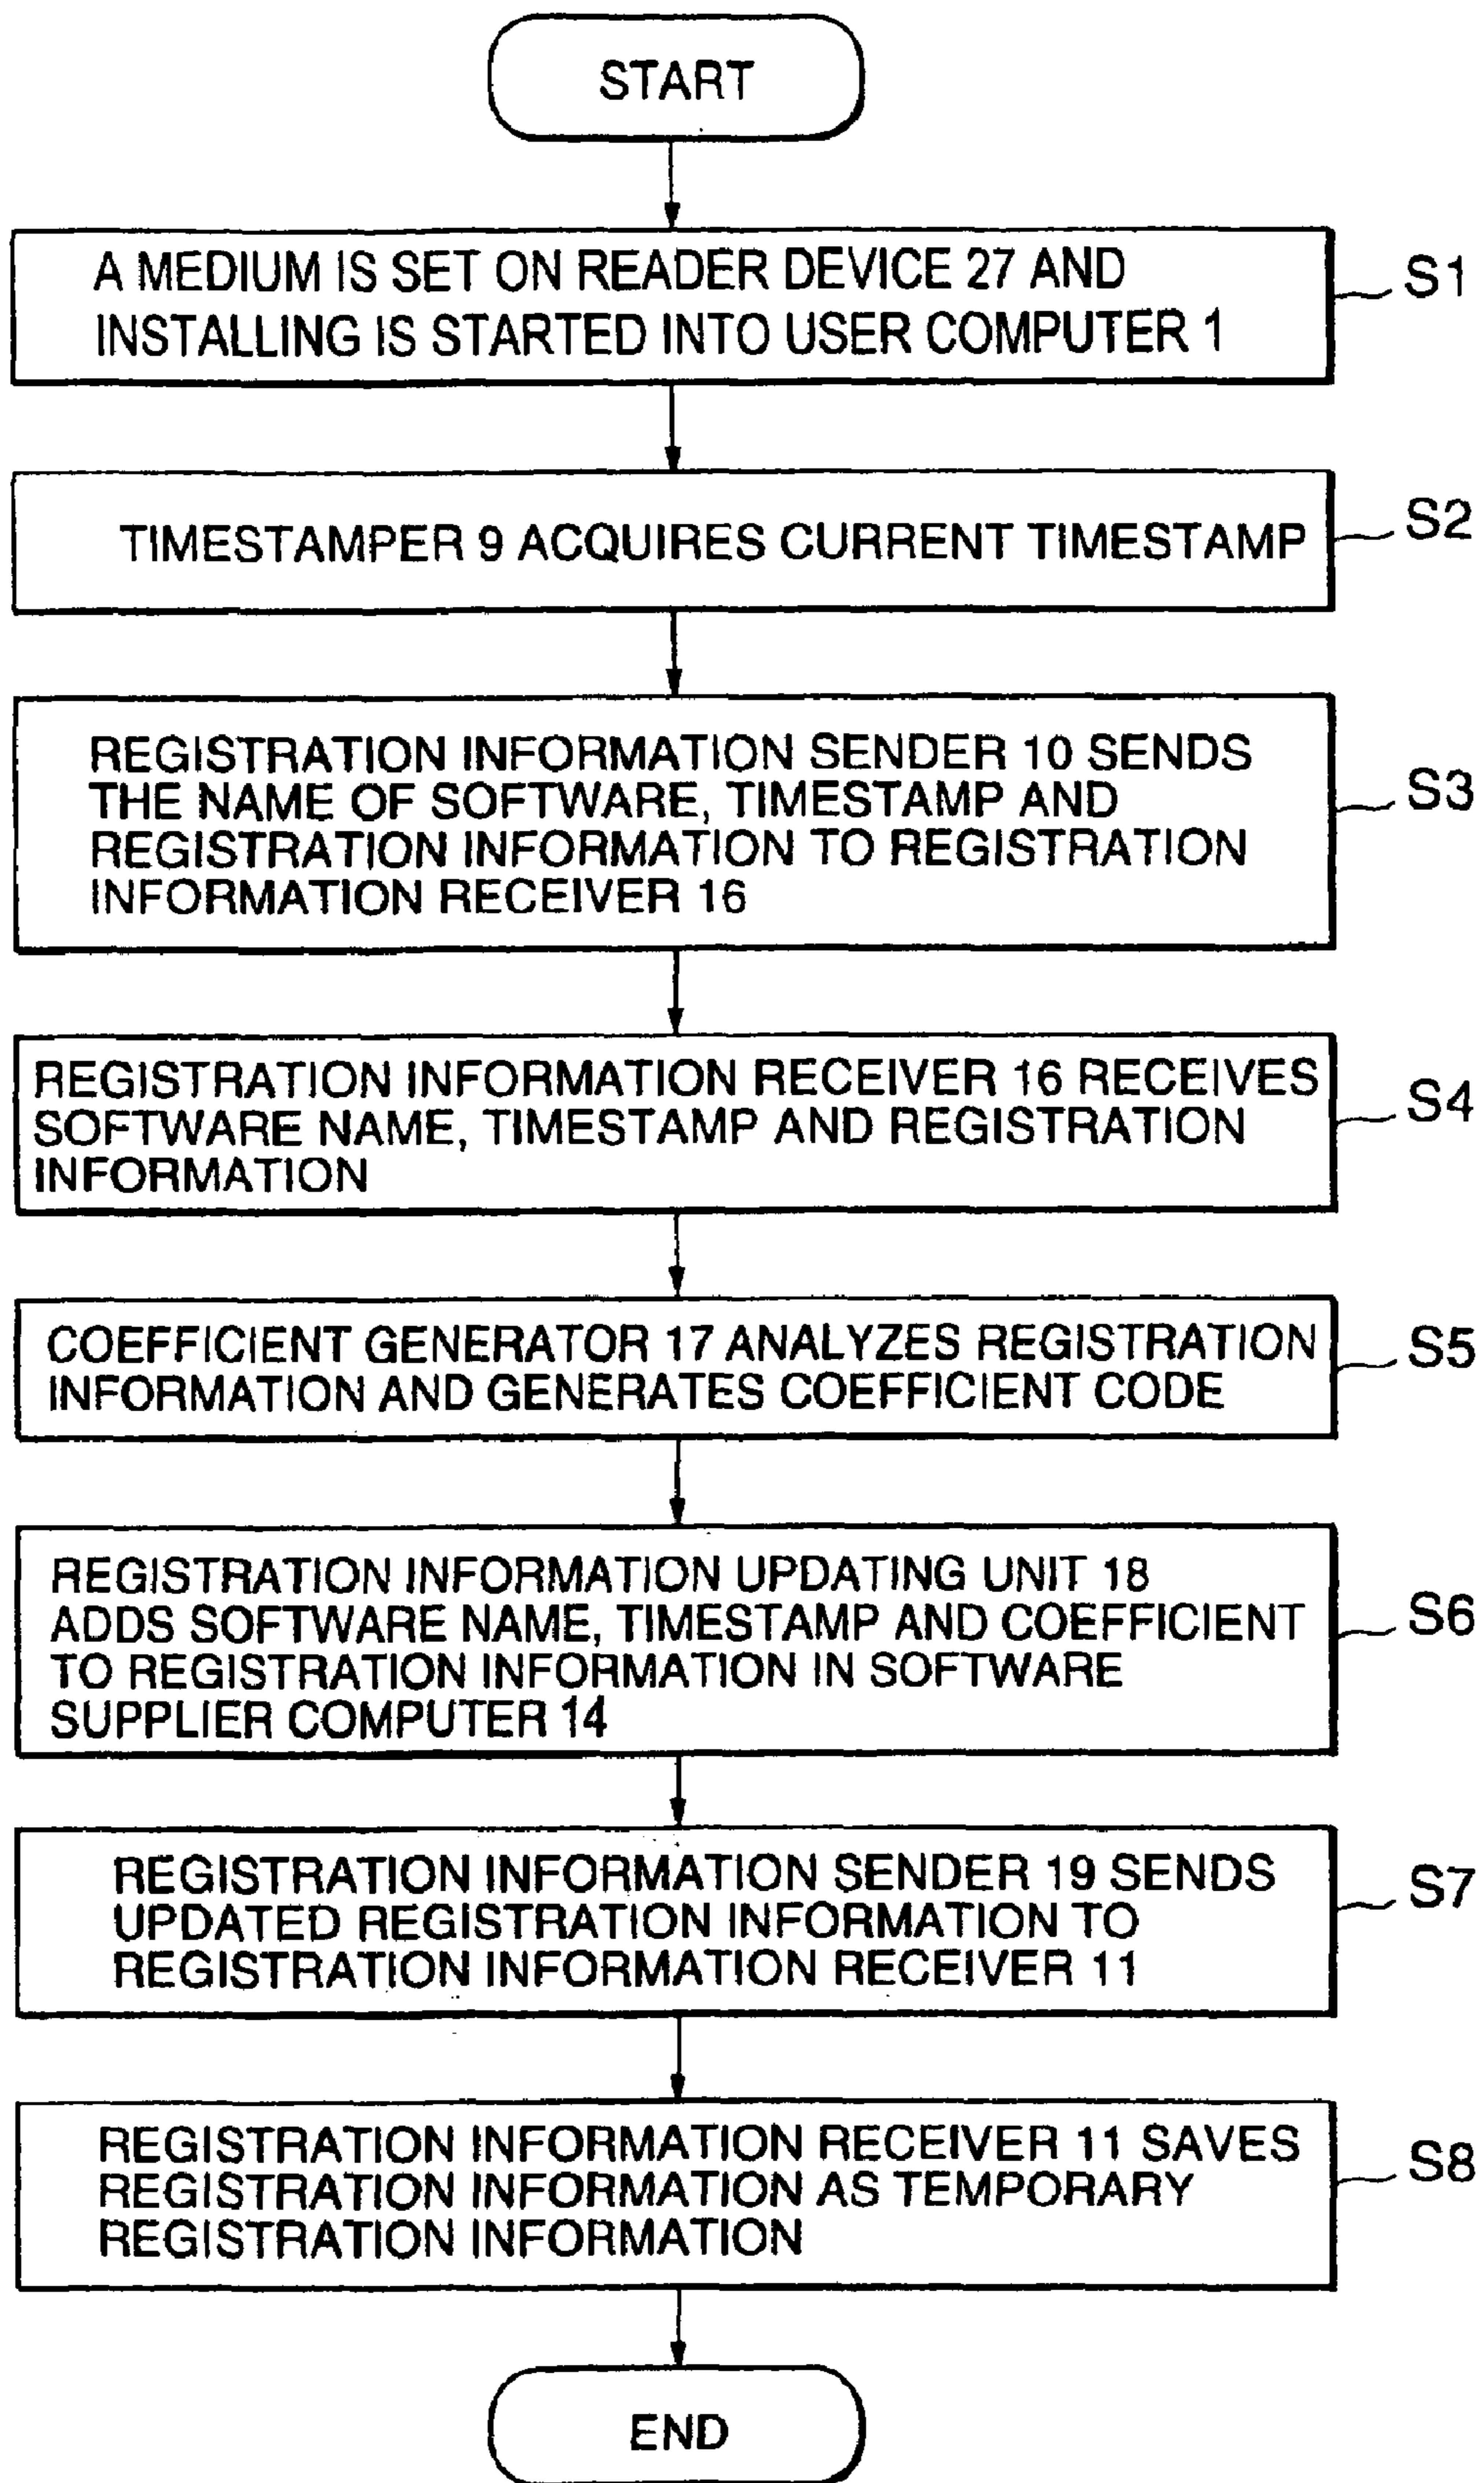 START
A MEDIUM IS SET ON READER DEVICE 27 AND
INSTALLING IS STARTED INTO USER COMPUTER 1
S1
TIMESTAMPER 9 ACQUIRES CURRENT TIMESTAMP
S2
REGISTRATION INFORMATION SENDER 10 SENDS
THE NAME OF SOFTWARE, TIMESTAMP AND
REGISTRATION INFORMATION TO REGISTRATION
INFORMATION RECEIVER 16
S3
REGISTRATION INFORMATION RECEIVER 16 RECEIVES
SOFTWARE NAME, TIMESTAMP AND REGISTRATION
INFORMATION
S4
COEFFICIENT GENERATOR 17 ANALYZES REGISTRATION
INFORMATION AND GENERATES COEFFICIENT CODE
S5
REGISTRATION INFORMATION UPDATING UNIT 18
ADDS SOFTWARE NAME, TIMESTAMP AND COEFFICIENT
TO REGISTRATION INFORMATION IN SOFTWARE
SUPPLIER COMPUTER 14
S6
REGISTRATION INFORMATION SENDER 19 SENDS
UPDATED REGISTRATION INFORMATION TO
REGISTRATION INFORMATION RECEIVER 11
S7
REGISTRATION INFORMATION RECEIVER 11 SAVES
REGISTRATION INFORMATION AS TEMPORARY
REGISTRATION INFORMATION
S8
END